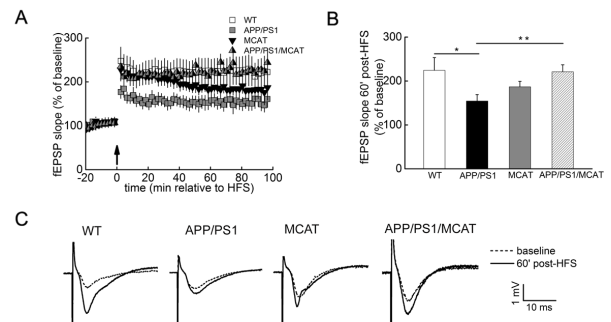 A
WT
APP/PS1
MCAT
APP/PS1/MCAT
fEPSP slope (% of baseline)
300
200
100
0
-20 0 20 40 60 80 100
time (min relative to HFS)
B
fEPSP slope 60' post-HFS
(% of baseline)
300
200
100
0
*
**
WT APP/PS1 MCAT APP/PS1/MCAT
C
WT APP/PS1 MCAT APP/PS1/MCAT
baseline
60' post-HFS
1 mV
10 ms